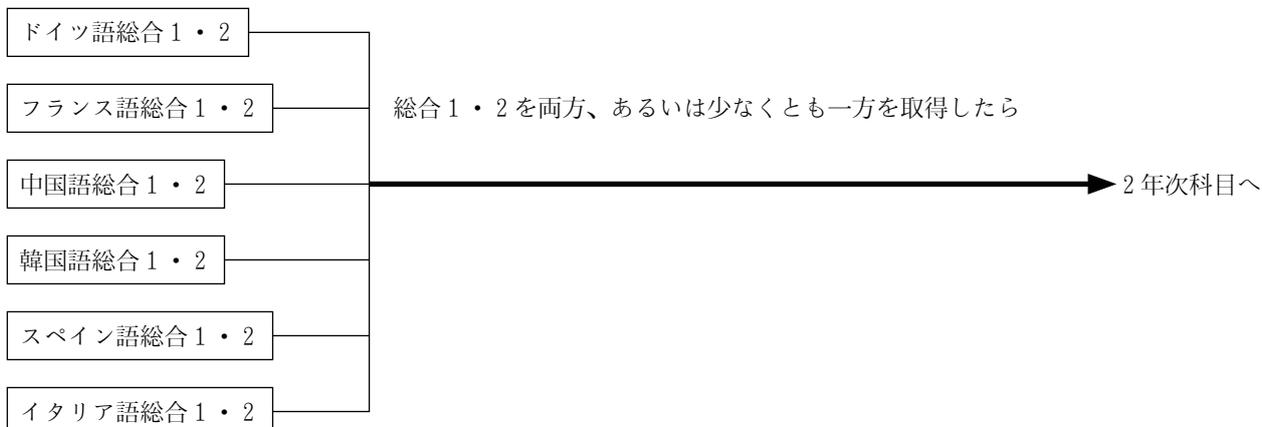 ドイツ語総合1・2
フランス語総合1・2
総合1・2を両方、あるいは少なくとも一方を取得したら
中国語総合1・2
2年次科目へ
韓国語総合1・2
スペイン語総合1・2
イタリア語総合1・2